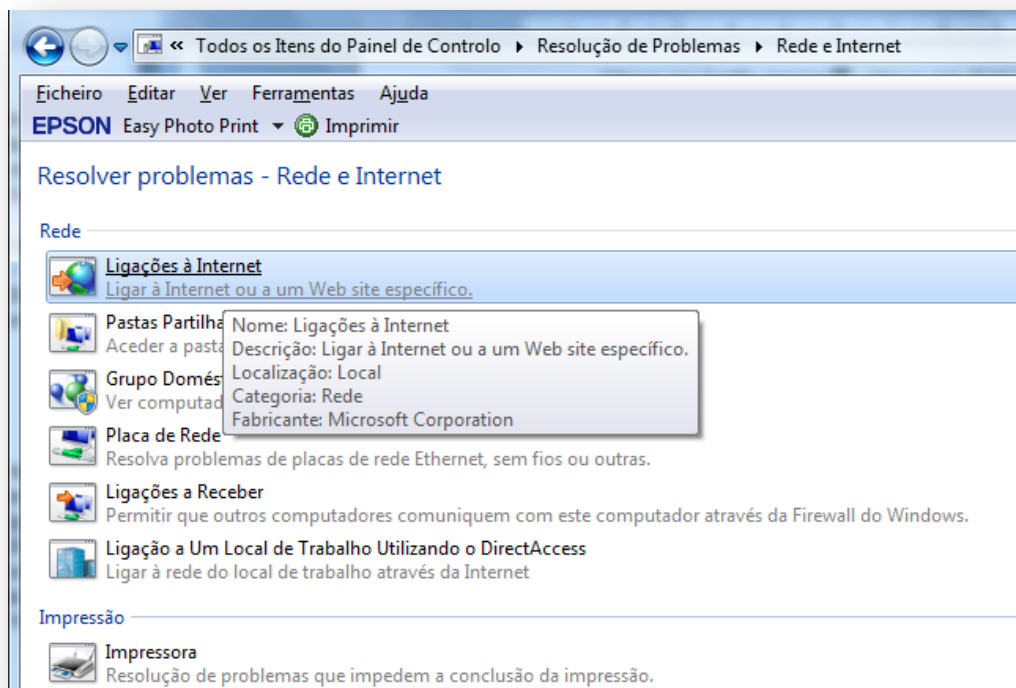 « Todos os Itens do Painel de Controlo ▸ Resolução de Problemas ▸ Rede e Internet
Ficheiro Editar Ver Ferramentas Ajuda
EPSON Easy Photo Print Imprimir
Resolver problemas - Rede e Internet
Rede
Ligações à Internet
Ligar à Internet ou a um Web site específico.
Pastas Partilha
Aceder a pasta
Nome: Ligações à Internet
Descrição: Ligar à Internet ou a um Web site específico.
Localização: Local
Categoria: Rede
Fabricante: Microsoft Corporation
Grupo Domés
Ver computad
Placa de Rede
Resolva problemas de placas de rede Ethernet, sem fios ou outras.
Ligações a Receber
Permitir que outros computadores comuniquem com este computador através da Firewall do Windows.
Ligação a Um Local de Trabalho Utilizando o DirectAccess
Ligar à rede do local de trabalho através da Internet
Impressão
Impressora
Resolução de problemas que impedem a conclusão da impressão.